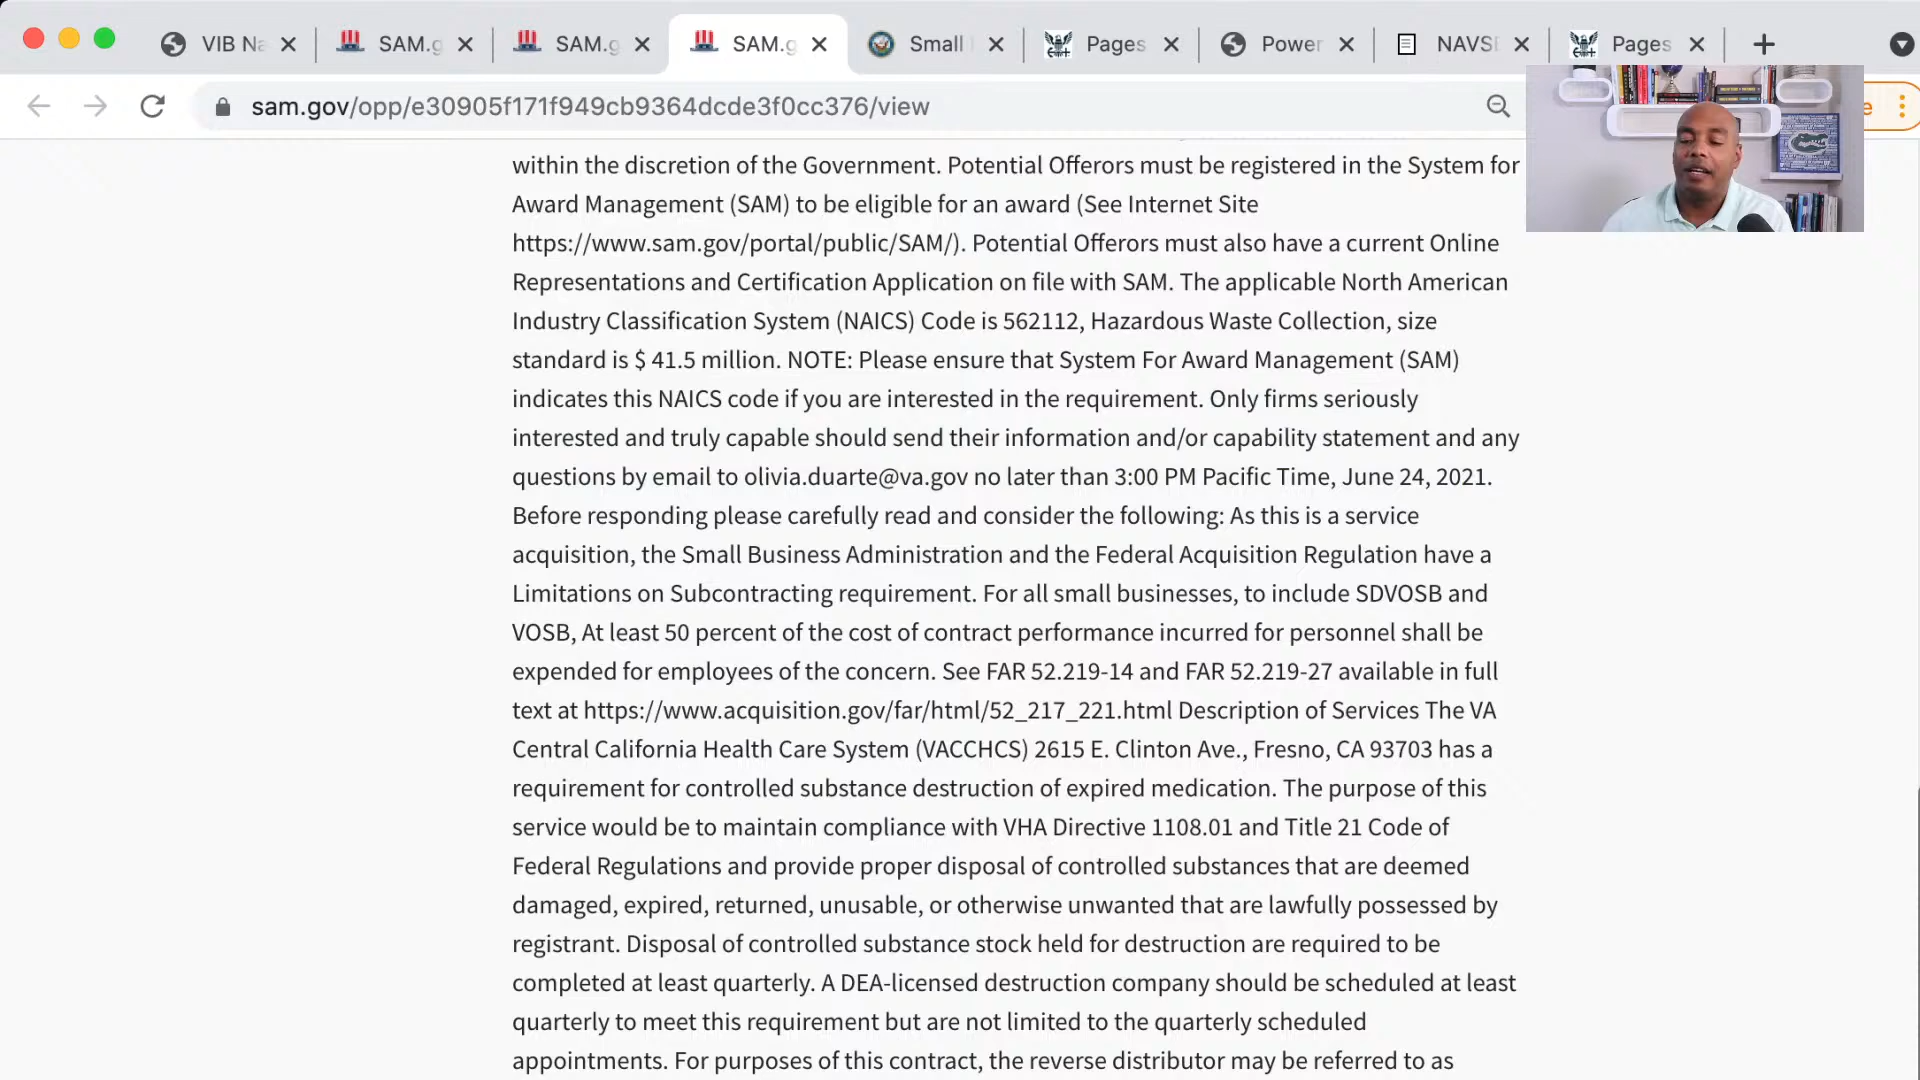 VIB Na
SAM.g
SAM.g
SAM.g
Small
Pages
Power
NAVSE
Pages
sam.gov/opp/e30905f171f949cb9364dcde3f0cc376/view
e
within the discretion of the Government. Potential Offerors must be registered in the System for
Award Management (SAM) to be eligible for an award (See Internet Site
https://www.sam.gov/portal/public/SAM/). Potential Offerors must also have a current Online
Representations and Certification Application on file with SAM. The applicable North American
Industry Classification System (NAICS) Code is 562112, Hazardous Waste Collection, size
standard is $ 41.5 million. NOTE: Please ensure that System For Award Management (SAM)
indicates this NAICS code if you are interested in the requirement. Only firms seriously
interested and truly capable should send their information and/or capability statement and any
questions by email to olivia.duarte@va.gov no later than 3:00 PM Pacific Time, June 24, 2021.
Before responding please carefully read and consider the following: As this is a service
acquisition, the Small Business Administration and the Federal Acquisition Regulation have a
Limitations on Subcontracting requirement. For all small businesses, to include SDVOSB and
VOSB, At least 50 percent of the cost of contract performance incurred for personnel shall be
expended for employees of the concern. See FAR 52.219-14 and FAR 52.219-27 available in full
text at https://www.acquisition.gov/far/html/52_217_221.html Description of Services The VA
Central California Health Care System (VACCHCS) 2615 E. Clinton Ave., Fresno, CA 93703 has a
requirement for controlled substance destruction of expired medication. The purpose of this
service would be to maintain compliance with VHA Directive 1108.01 and Title 21 Code of
Federal Regulations and provide proper disposal of controlled substances that are deemed
damaged, expired, returned, unusable, or otherwise unwanted that are lawfully possessed by
registrant. Disposal of controlled substance stock held for destruction are required to be
completed at least quarterly. A DEA-licensed destruction company should be scheduled at least
quarterly to meet this requirement but are not limited to the quarterly scheduled
appointments. For purposes of this contract, the reverse distributor may be referred to as